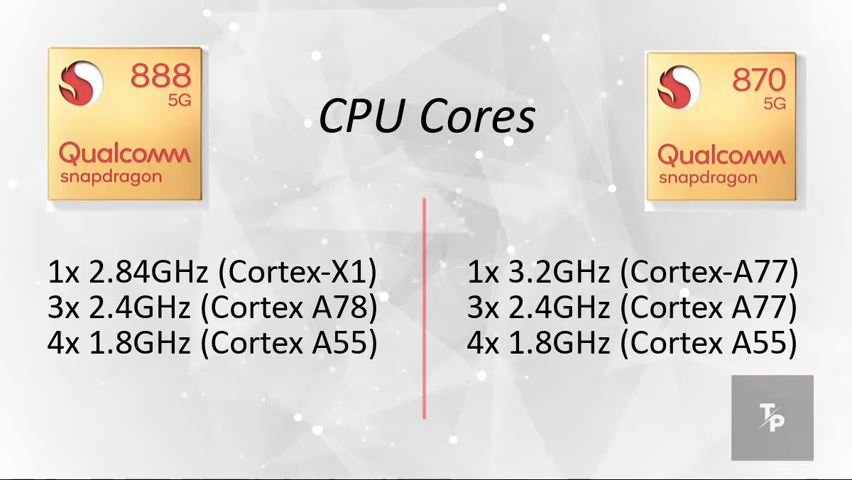 888
5G
Qualcomm
snapdragon
CPU Cores
870
5G
Qualcomm
snapdragon
1x 2.84GHz (Cortex-X1)
3x 2.4GHz (Cortex A78)
4x 1.8GHz (Cortex A55)
1x 3.2GHz (Cortex-A77)
3x 2.4GHz (Cortex A77)
4x 1.8GHz (Cortex A55)
TP